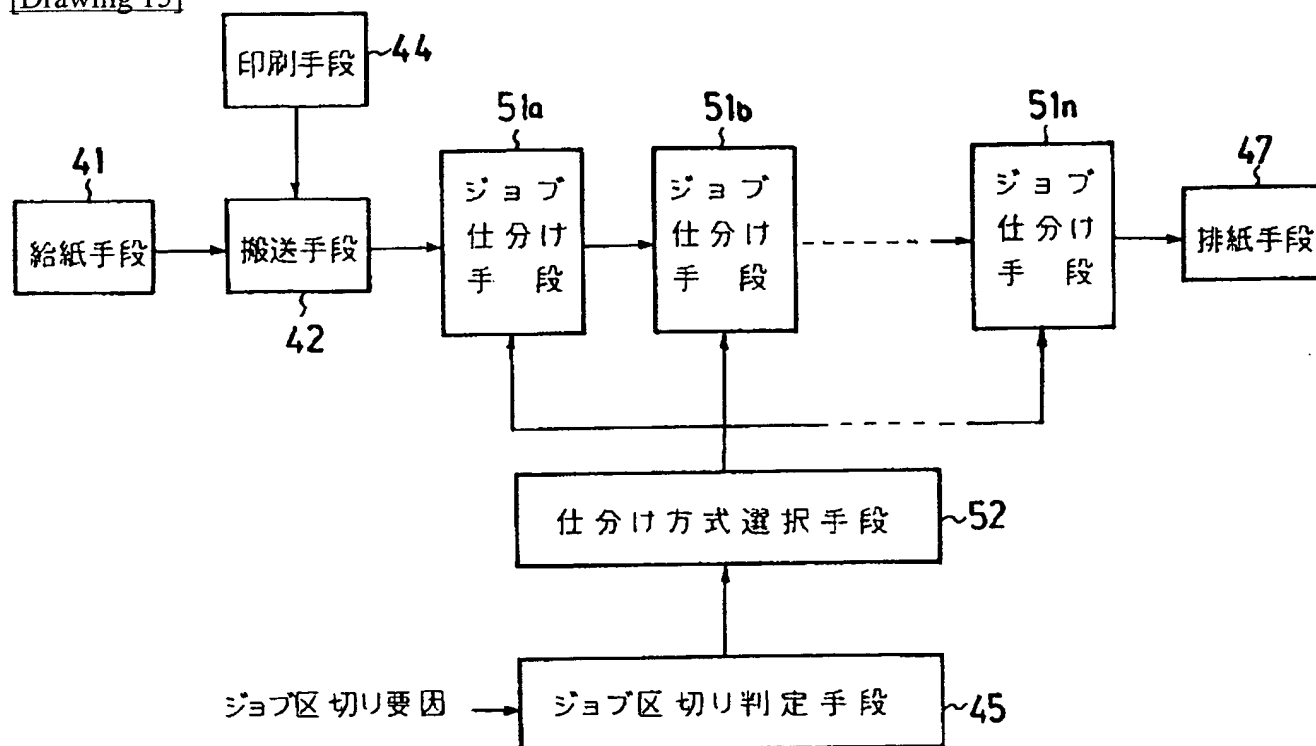 [Drawing 15]
印刷手段
44
51a
51b
51n
41
47
ジョブ
仕分け
手段
ジョブ
仕分け
手段
ジョブ
仕分け
手段
給紙手段
搬送手段
排紙手段
42
仕分け方式選択手段
52
ジョブ区切り要因
ジョブ区切り判定手段
45